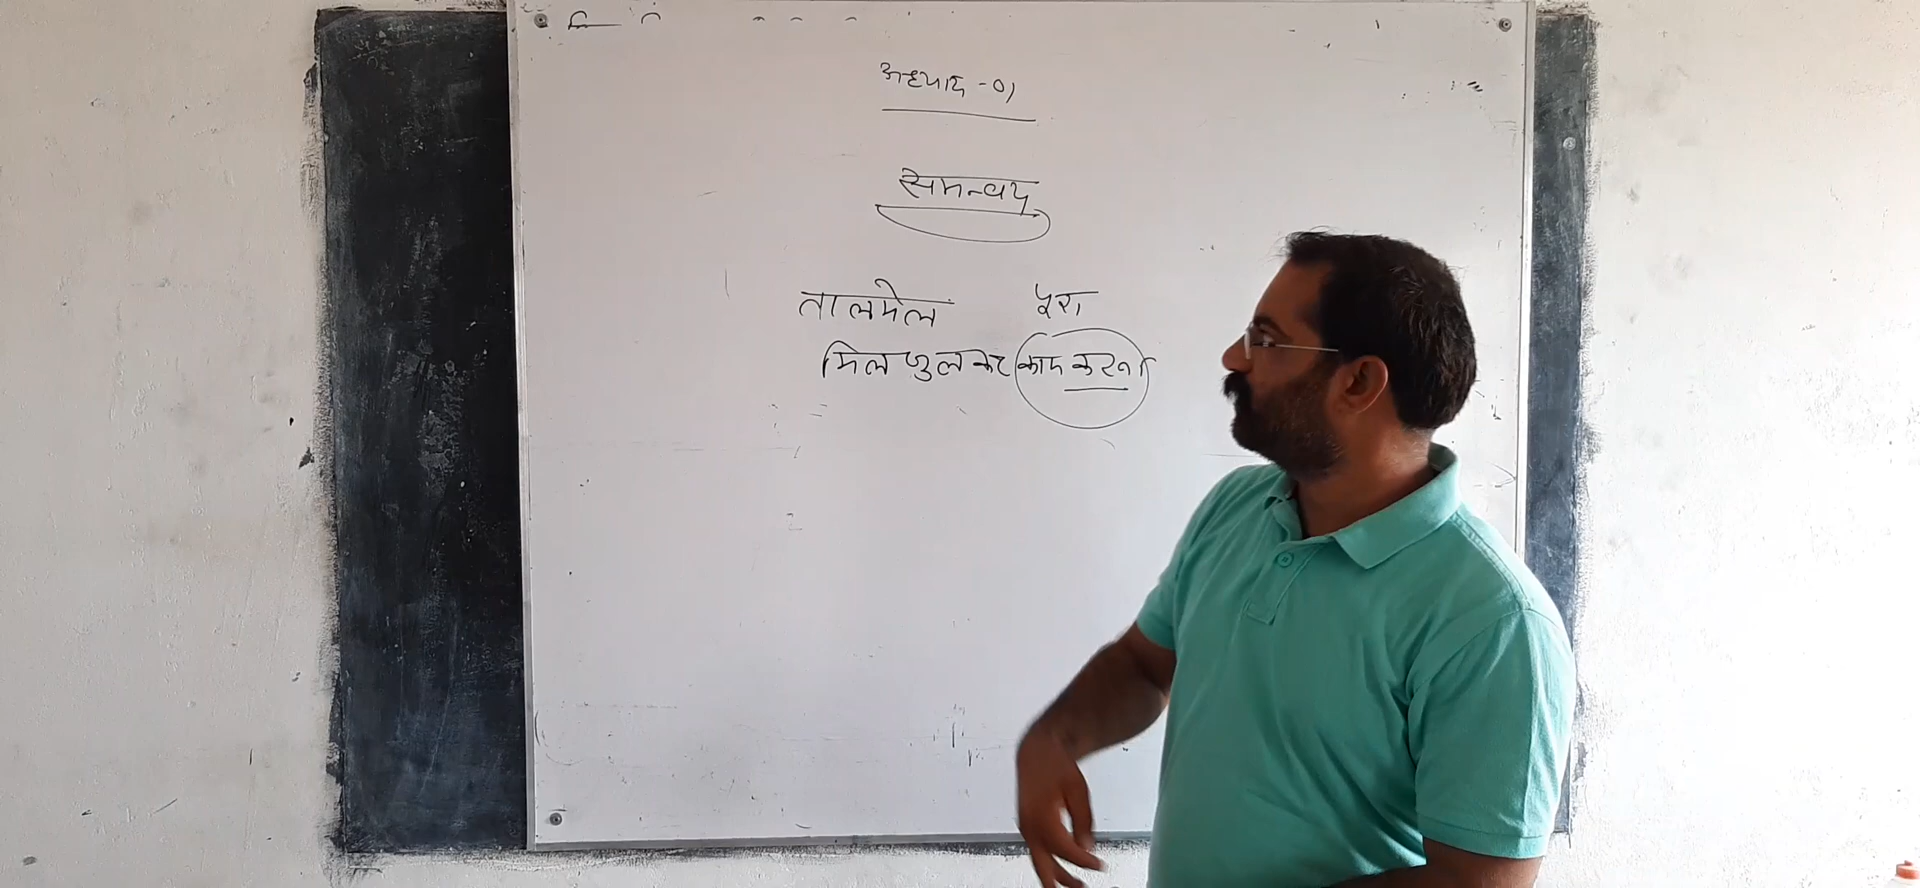 अध्याय -01
समन्वय
तालमेल पूरा
मिलजुलकर काम करना